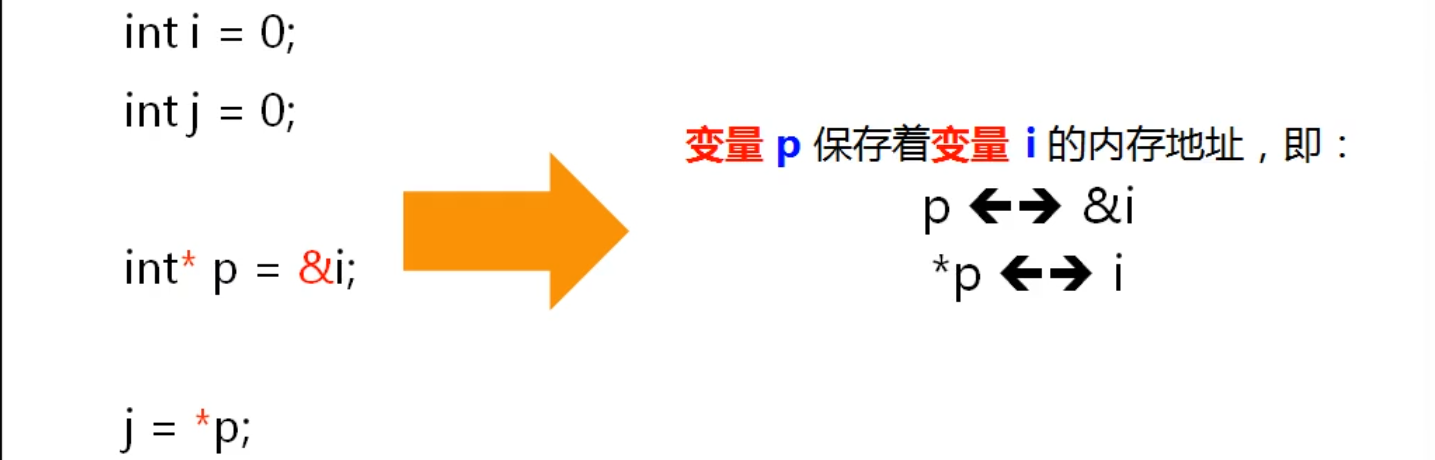 int i = 0;
int j = 0;
int* p = &i;
j = *p;
变量 p 保存着变量 i 的内存地址，即：
p ←→ &i
*p ←→ i